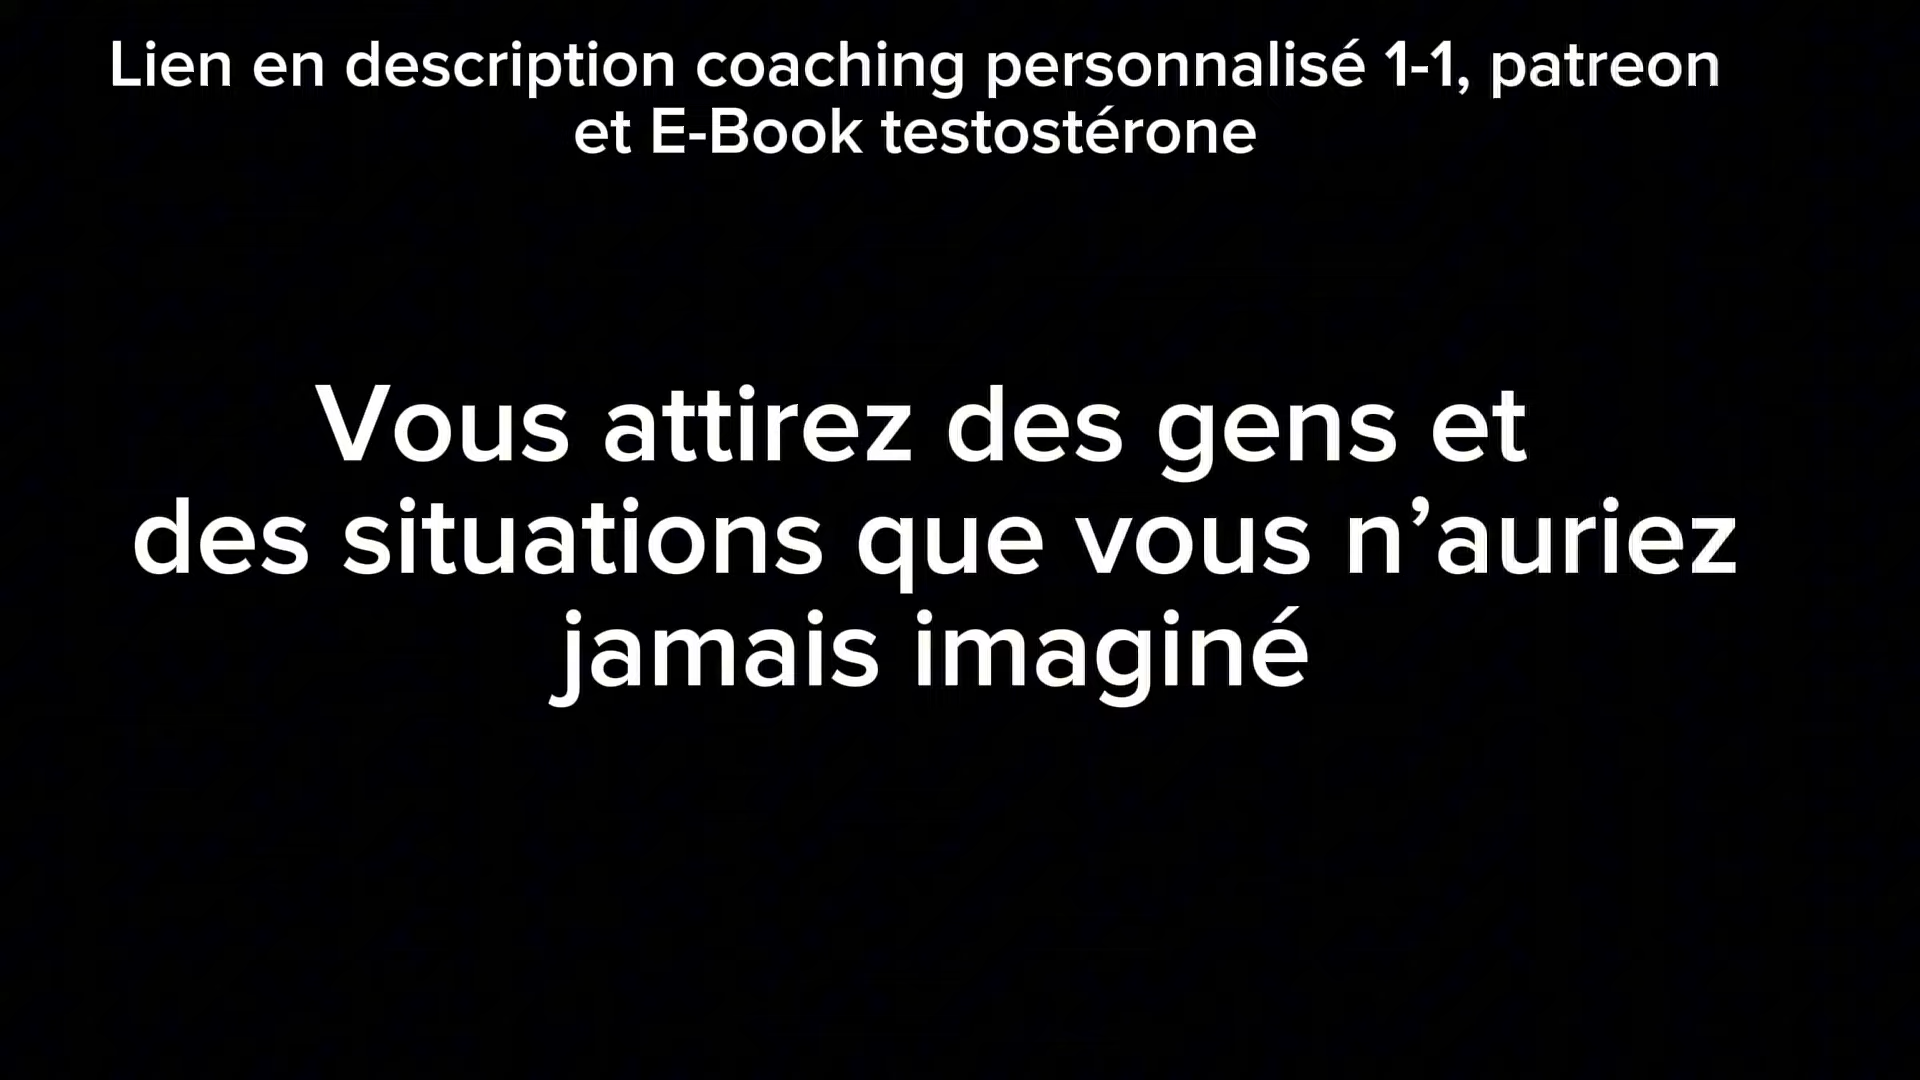 Lien en description coaching personnalisé 1-1, patreon
et E-Book testostérone
Vous attirez des gens et
des situations que vous n’auriez
jamais imaginé